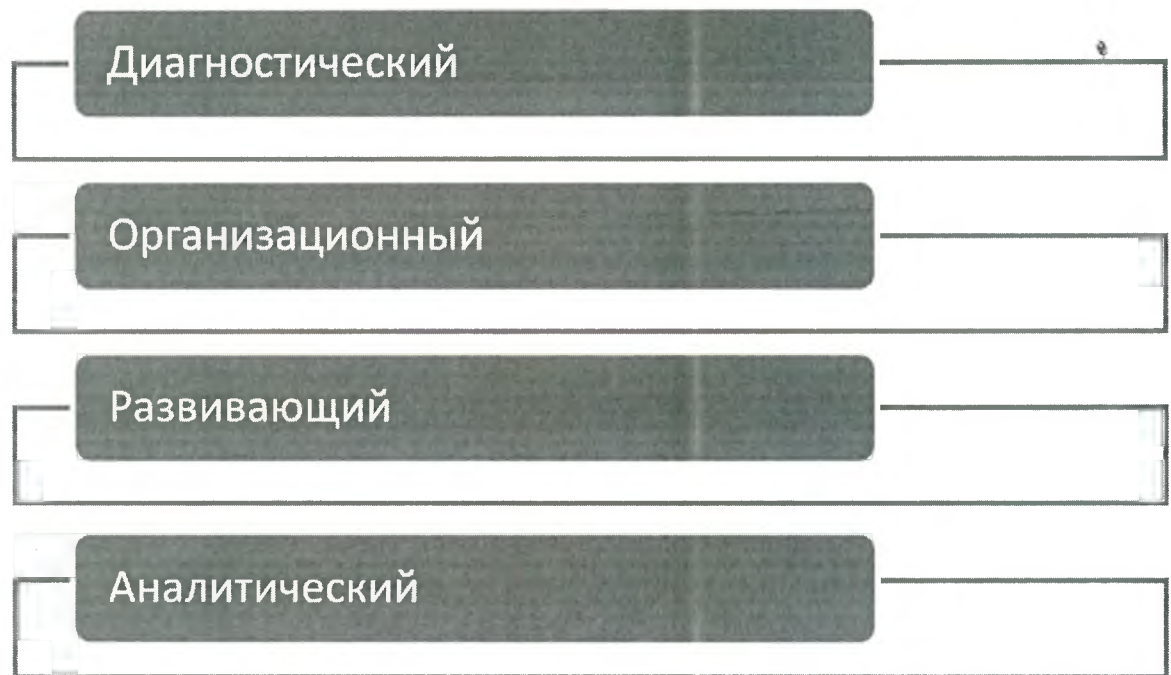 Диагностический
Организационный
Развивающий
Аналитический